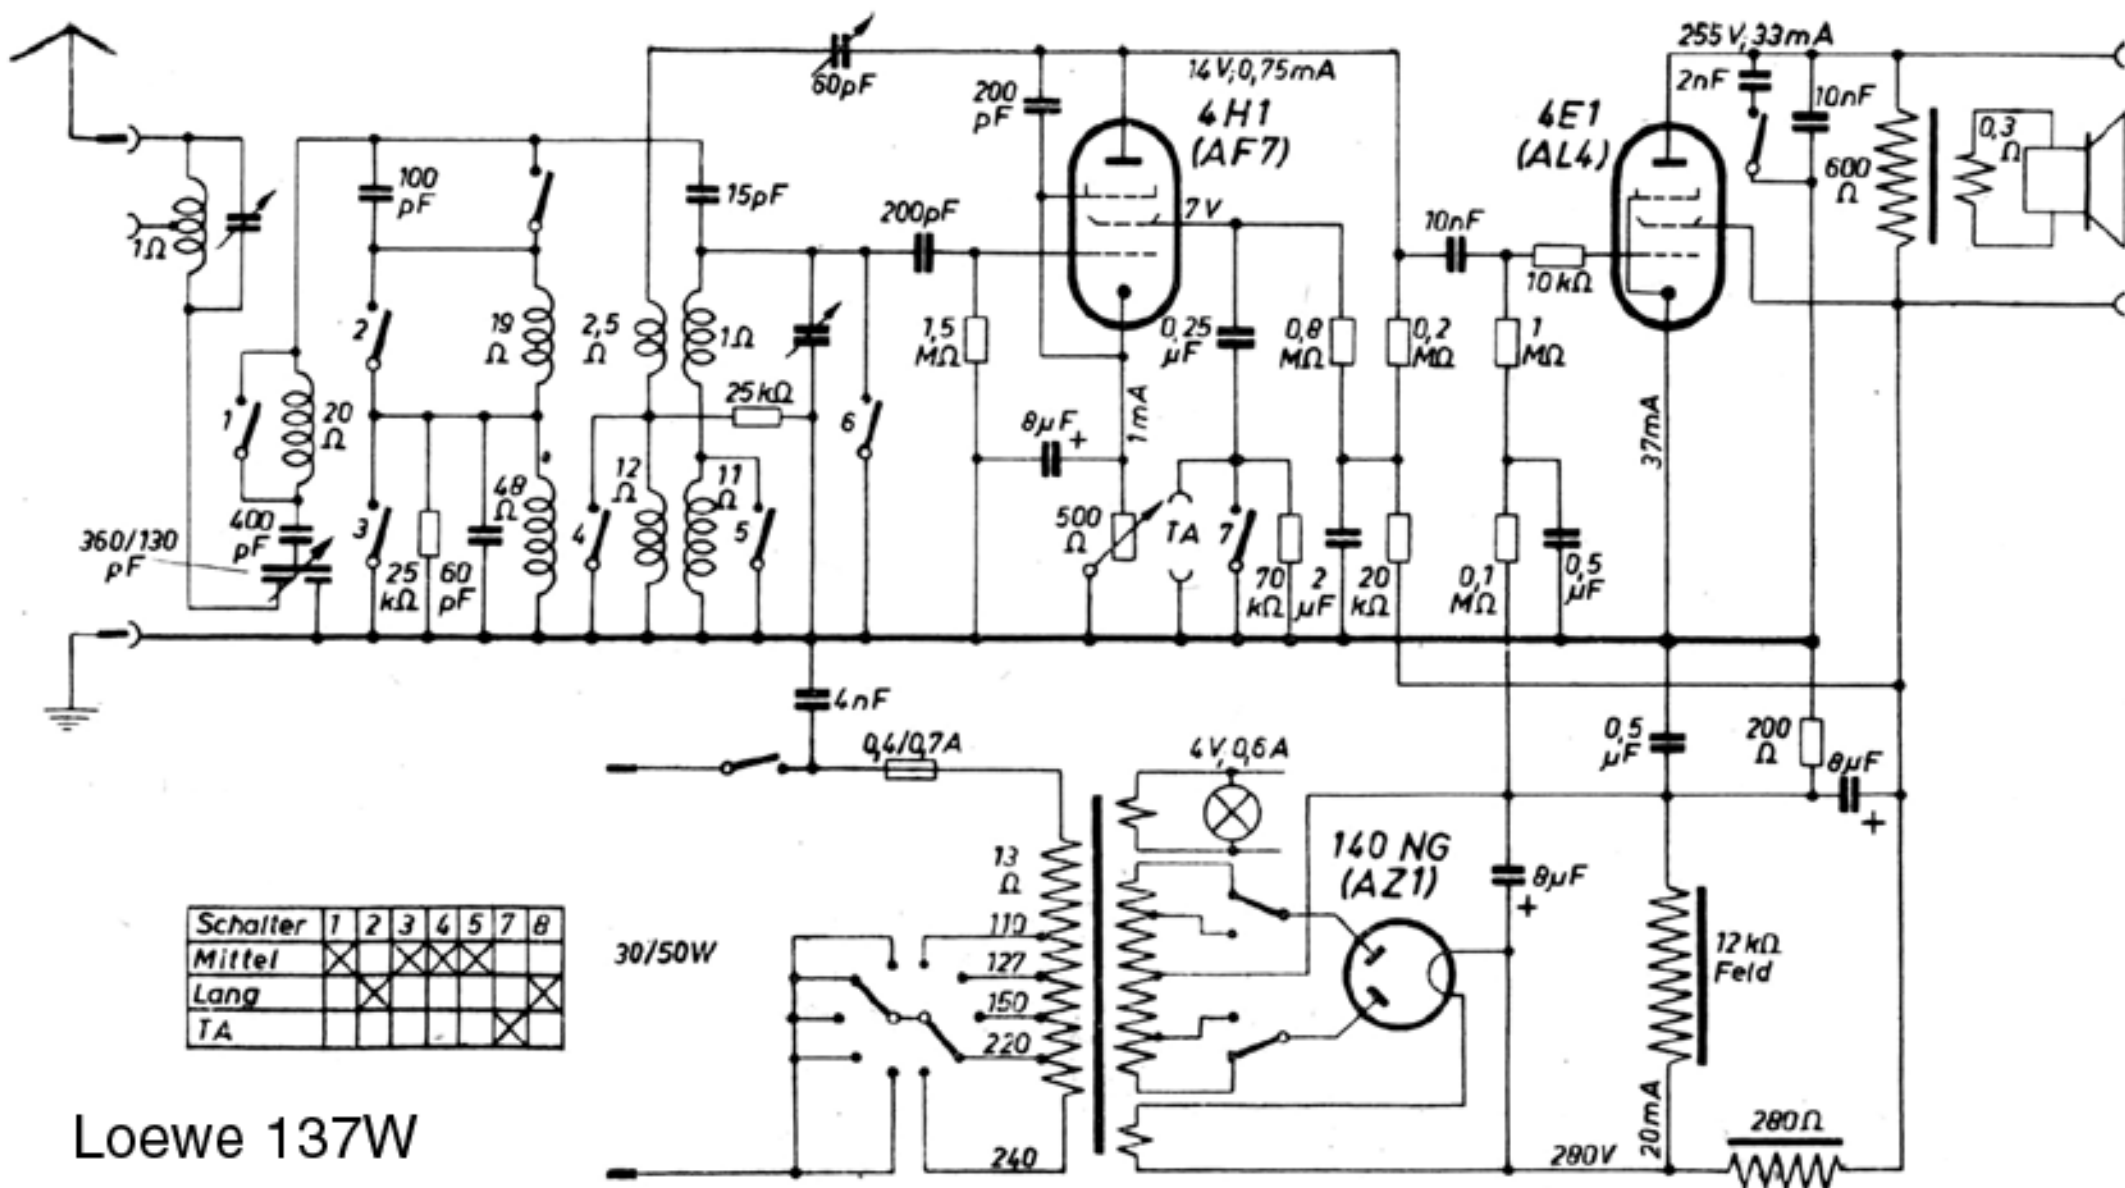 255V, 33mA
60pF
200
pF
14V; 0,75mA
4H1
(AF7)
4E1
(AL4)
2nF
10nF
0,3
Ω
600
Ω
100
pF
15pF
200pF
7V
10nF
10kΩ
1Ω
2
19
Ω
2,5
Ω
1Ω
1,5
MΩ
0,25
µF
0,8
MΩ
0,2
MΩ
1
MΩ
25kΩ
1
20
Ω
6
8µF
+
1mA
37mA
360/130
pF
400
pF
3
25
kΩ
60
pF
48
Ω
4
12
Ω
11
Ω
5
500
Ω
TA
7
70
kΩ
2
µF
20
kΩ
0,1
MΩ
0,5
µF
4nF
0,4/0,7A
4V, 0,6A
0,5
µF
200
Ω
8µF
+
13
Ω
140 NG
(AZ1)
8µF
+
110
127
150
220
240
30/50W
12kΩ
Feld
20mA
280V
280Ω
Schalter 1 2 3 4 5 7 8
Mittel
Lang
TA
Loewe 137W